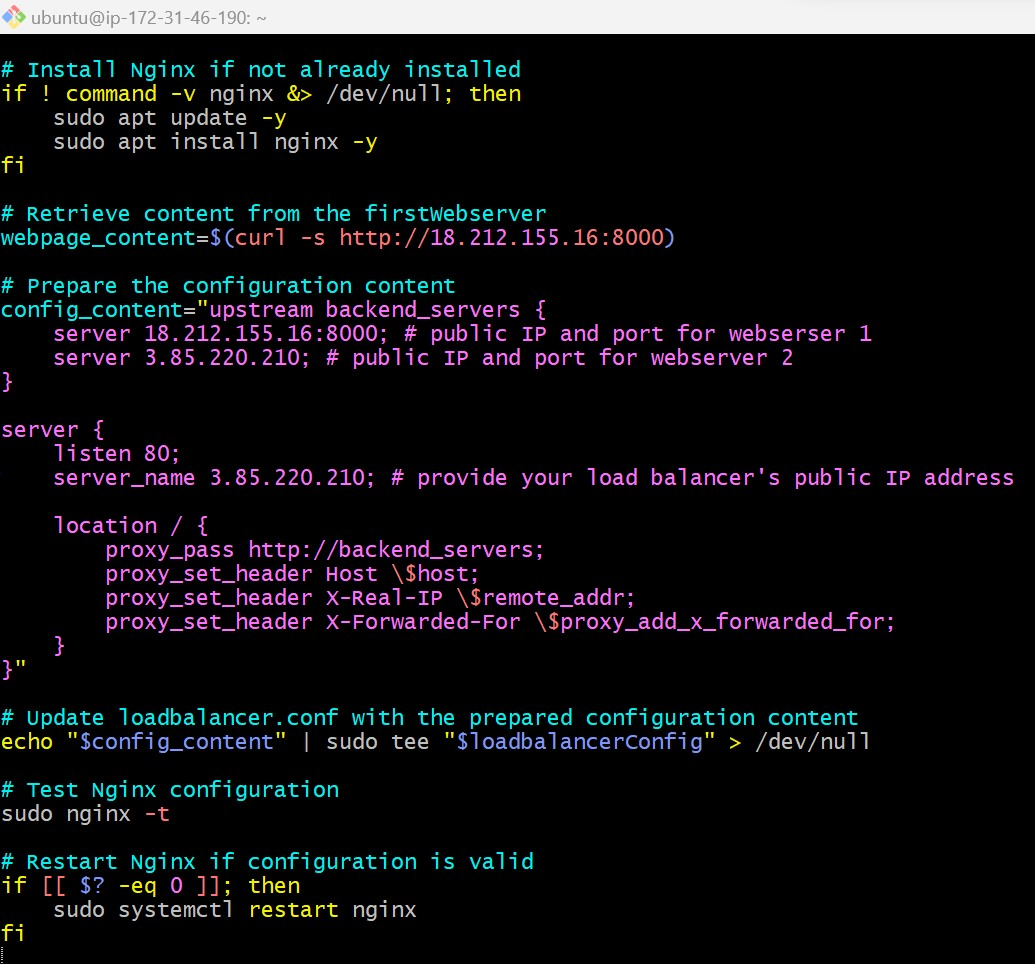 ubuntu@ip-172-31-46-190: ~
# Install Nginx if not already installed
if ! command -v nginx &> /dev/null; then
    sudo apt update -y
    sudo apt install nginx -y
fi

# Retrieve content from the firstWebserver
webpage_content=$(curl -s http://18.212.155.16:8000)

# Prepare the configuration content
config_content="upstream backend_servers {
    server 18.212.155.16:8000; # public IP and port for webserser 1
    server 3.85.220.210; # public IP and port for webserver 2
}

server {
    listen 80;
    server_name 3.85.220.210; # provide your load balancer's public IP address

    location / {
        proxy_pass http://backend_servers;
        proxy_set_header Host \$host;
        proxy_set_header X-Real-IP \$remote_addr;
        proxy_set_header X-Forwarded-For \$proxy_add_x_forwarded_for;
    }
}"

# Update loadbalancer.conf with the prepared configuration content
echo "$config_content" | sudo tee "$loadbalancerConfig" > /dev/null

# Test Nginx configuration
sudo nginx -t

# Restart Nginx if configuration is valid
if [[ $? -eq 0 ]]; then
    sudo systemctl restart nginx
fi